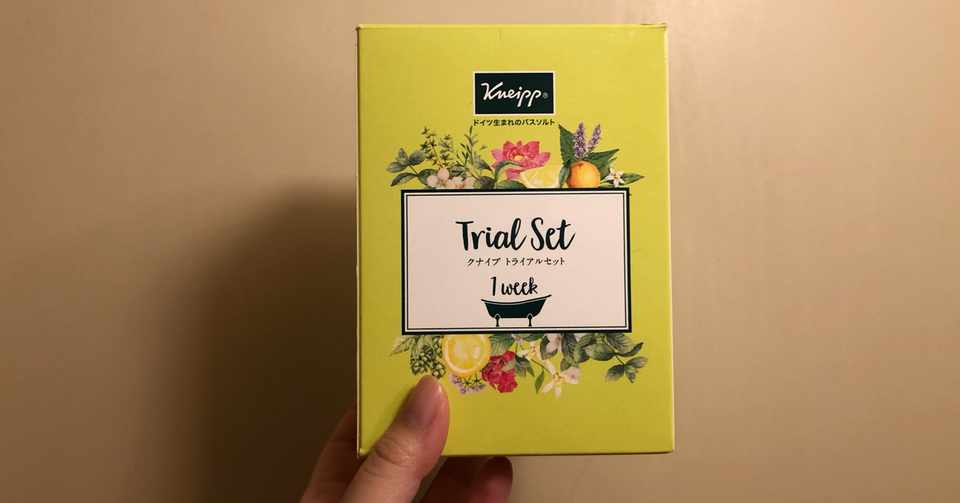 Kneipp®
ドイツ生まれのバスソルト
Trial Set
クナイプ トライアルセット
1 week